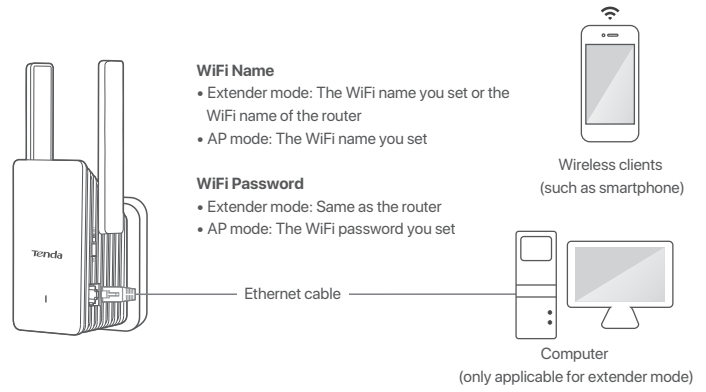 WiFi Name
• Extender mode: The WiFi name you set or the
WiFi name of the router
• AP mode: The WiFi name you set
WiFi Password
• Extender mode: Same as the router
• AP mode: The WiFi password you set
Wireless clients
(such as smartphone)
Tenda
Ethernet cable
Computer
(only applicable for extender mode)